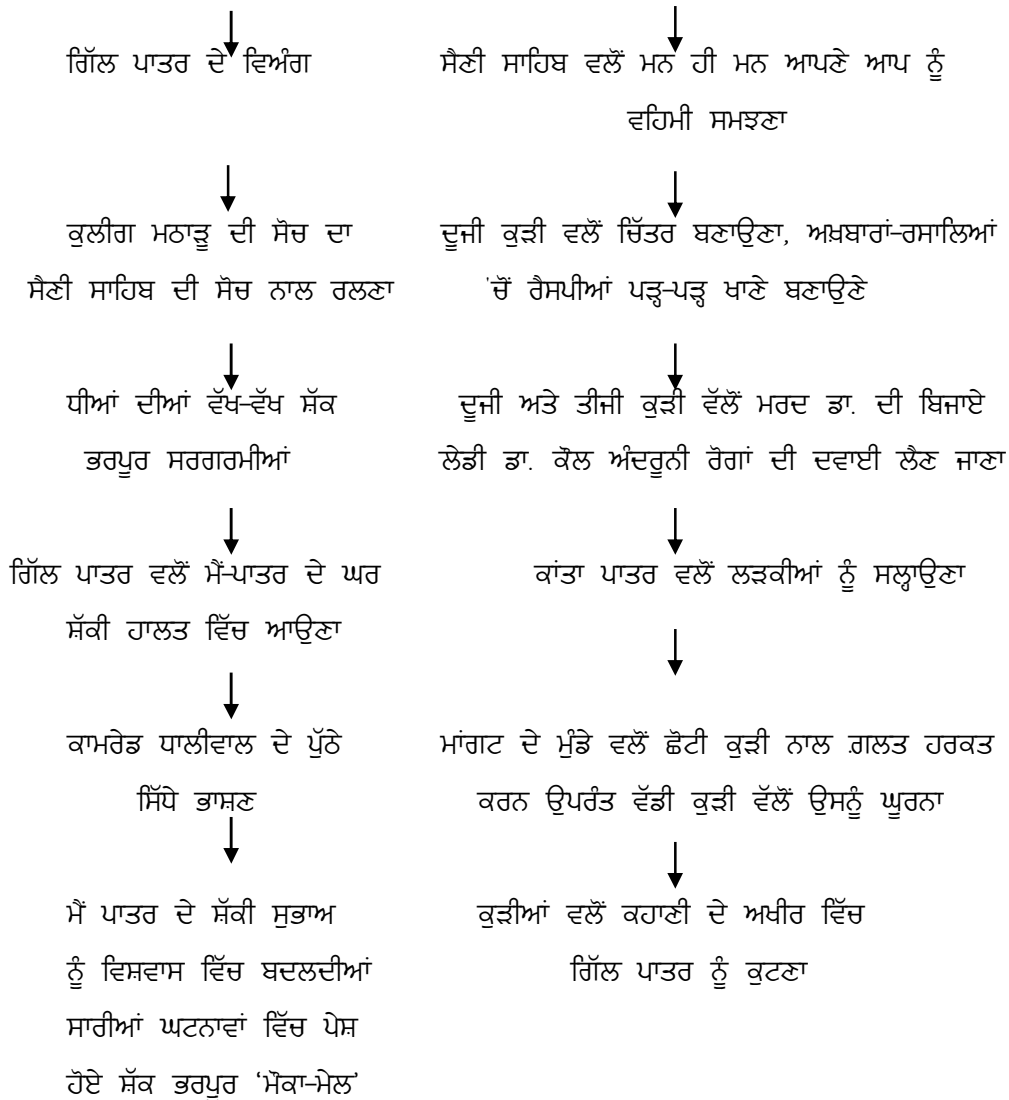 ਗਿੱਲ ਪਾਤਰ ਦੇ ਵਿਅੰਗ
ਕੁਲੀਗ ਮਠਾੜੂ ਦੀ ਸੋਚ ਦਾ
ਸੈਣੀ ਸਾਹਿਬ ਦੀ ਸੋਚ ਨਾਲ ਰਲਣਾ
ਧੀਆਂ ਦੀਆਂ ਵੱਖ-ਵੱਖ ਸ਼ੱਕ
ਭਰਪੂਰ ਸਰਗਰਮੀਆਂ
ਗਿੱਲ ਪਾਤਰ ਵਲੋਂ ਮੈਂ-ਪਾਤਰ ਦੇ ਘਰ
ਸ਼ੱਕੀ ਹਾਲਤ ਵਿੱਚ ਆਉਣਾ
ਕਾਮਰੇਡ ਧਾਲੀਵਾਲ ਦੇ ਪੁੱਠੇ
ਸਿੱਧੇ ਭਾਸ਼ਣ
ਮੈਂ ਪਾਤਰ ਦੇ ਸ਼ੱਕੀ ਸੁਭਾਅ
ਨੂੰ ਵਿਸ਼ਵਾਸ ਵਿੱਚ ਬਦਲਦੀਆਂ
ਸਾਰੀਆਂ ਘਟਨਾਵਾਂ ਵਿੱਚ ਪੇਸ਼
ਹੋਏ ਸ਼ੱਕ ਭਰਪੂਰ ‘ਮੌਕਾ-ਮੇਲ’
ਸੈਣੀ ਸਾਹਿਬ ਵਲੋਂ ਮਨ ਹੀ ਮਨ ਆਪਣੇ ਆਪ ਨੂੰ
ਵਹਿਮੀ ਸਮਝਣਾ
ਦੂਜੀ ਕੁੜੀ ਵਲੋਂ ਚਿੱਤਰ ਬਣਾਉਣਾ, ਅਖ਼ਬਾਰਾਂ-ਰਸਾਲਿਆਂ
'ਚੋਂ ਰੈਸਪੀਆਂ ਪੜ੍ਹ-ਪੜ੍ਹ ਖਾਣੇ ਬਣਾਉਣੇ
ਦੂਜੀ ਅਤੇ ਤੀਜੀ ਕੁੜੀ ਵੱਲੋਂ ਮਰਦ ਡਾ. ਦੀ ਬਿਜਾਏ
ਲੇਡੀ ਡਾ. ਕੋਲ ਅੰਦਰੂਨੀ ਰੋਗਾਂ ਦੀ ਦਵਾਈ ਲੈਣ ਜਾਣਾ
ਕਾਂਤਾ ਪਾਤਰ ਵਲੋਂ ਲੜਕੀਆਂ ਨੂੰ ਸਲ੍ਹਾਉਣਾ
ਮਾਂਗਟ ਦੇ ਮੁੰਡੇ ਵਲੋਂ ਛੋਟੀ ਕੁੜੀ ਨਾਲ ਗ਼ਲਤ ਹਰਕਤ
ਕਰਨ ਉਪਰੰਤ ਵੱਡੀ ਕੁੜੀ ਵੱਲੋਂ ਉਸਨੂੰ ਘੂਰਨਾ
ਕੁੜੀਆਂ ਵਲੋਂ ਕਹਾਣੀ ਦੇ ਅਖੀਰ ਵਿੱਚ
ਗਿੱਲ ਪਾਤਰ ਨੂੰ ਕੁਟਣਾ